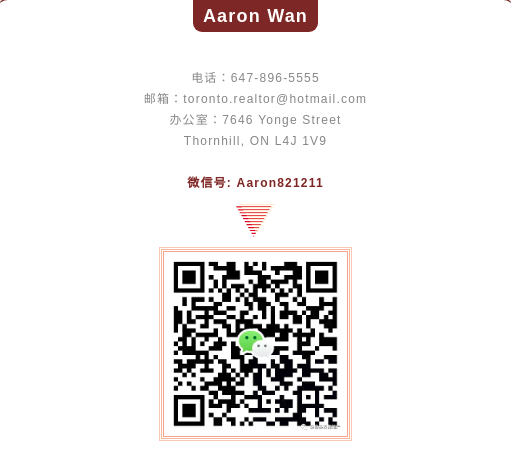 Aaron Wan
电话：647-896-5555
邮箱：toronto.realtor@hotmail.com
办公室：7646 Yonge Street
Thornhill, ON L4J 1V9
微信号: Aaron821211